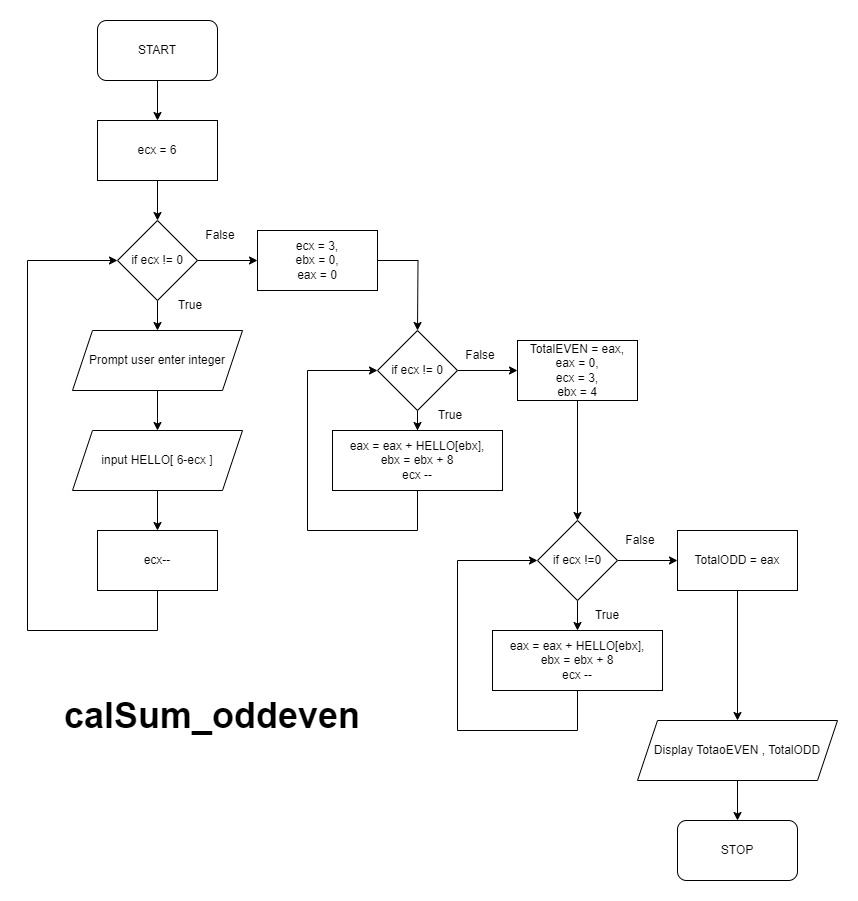 START
ecx = 6
if ecx != 0
False
True
Prompt user enter integer
input HELLO[ 6-ecx ]
ecx--
ecx = 3,
ebx = 0,
eax = 0
if ecx != 0
False
True
eax = eax + HELLO[ebx],
ebx = ebx + 8
ecx --
TotalEVEN = eax,
eax = 0,
ecx = 3,
ebx = 4
if ecx !=0
False
True
eax = eax + HELLO[ebx],
ebx = ebx + 8
ecx --
TotalODD = eax
Display TotaoEVEN , TotalODD
STOP
calSum_oddeven